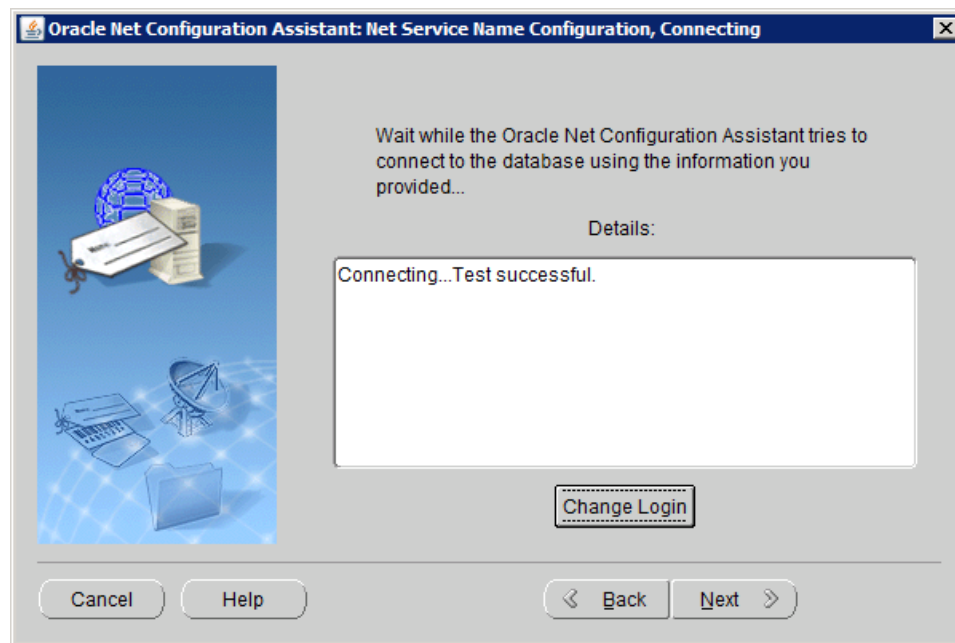 Oracle Net Configuration Assistant: Net Service Name Configuration, Connecting
Wait while the Oracle Net Configuration Assistant tries to
connect to the database using the information you
provided...
Details:
Connecting...Test successful.
Change Login
Cancel
Help
Back
Next